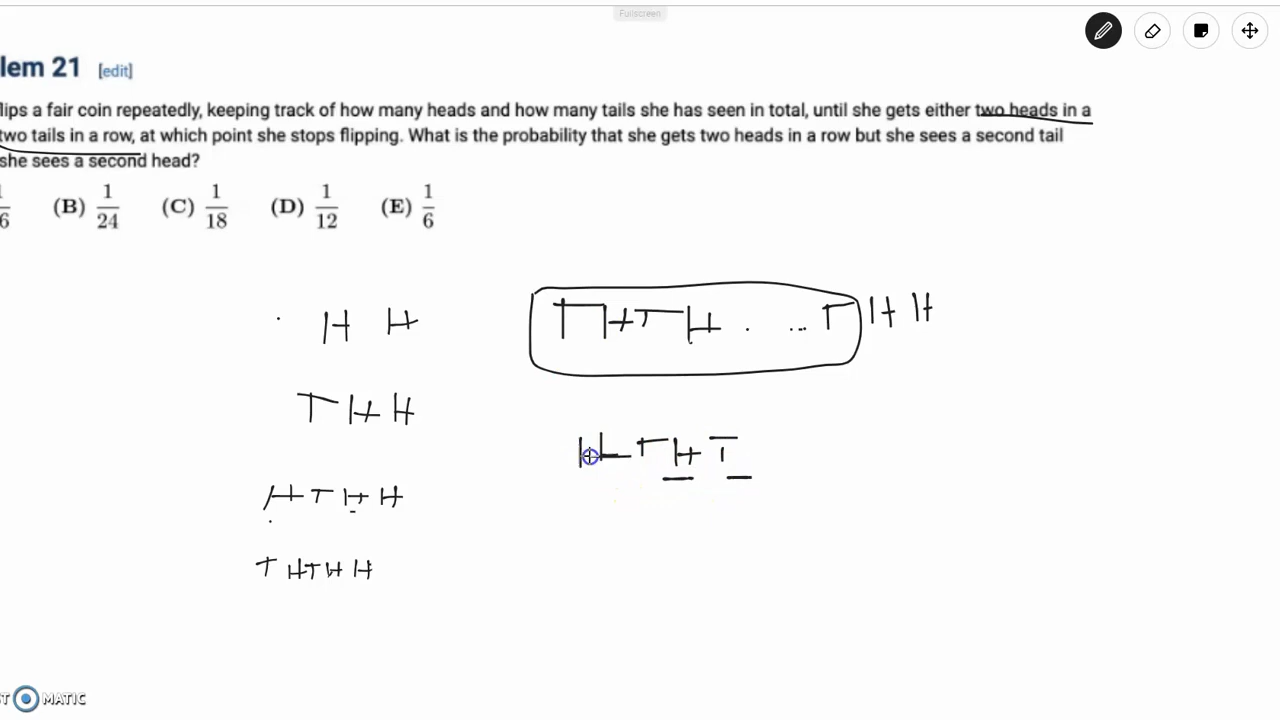 Fullscreen
lem 21 [edit]
lips a fair coin repeatedly, keeping track of how many heads and how many tails she has seen in total, until she gets either two heads in a
two tails in a row, at which point she stops flipping. What is the probability that she gets two heads in a row but she sees a second tail
she sees a second head?
6 (B) 1/24 (C) 1/18 (D) 1/12 (E) 1/6
H H
T H T H . ... T H H
T H H
H T H T
H T H H
T H T H H
T MATIC